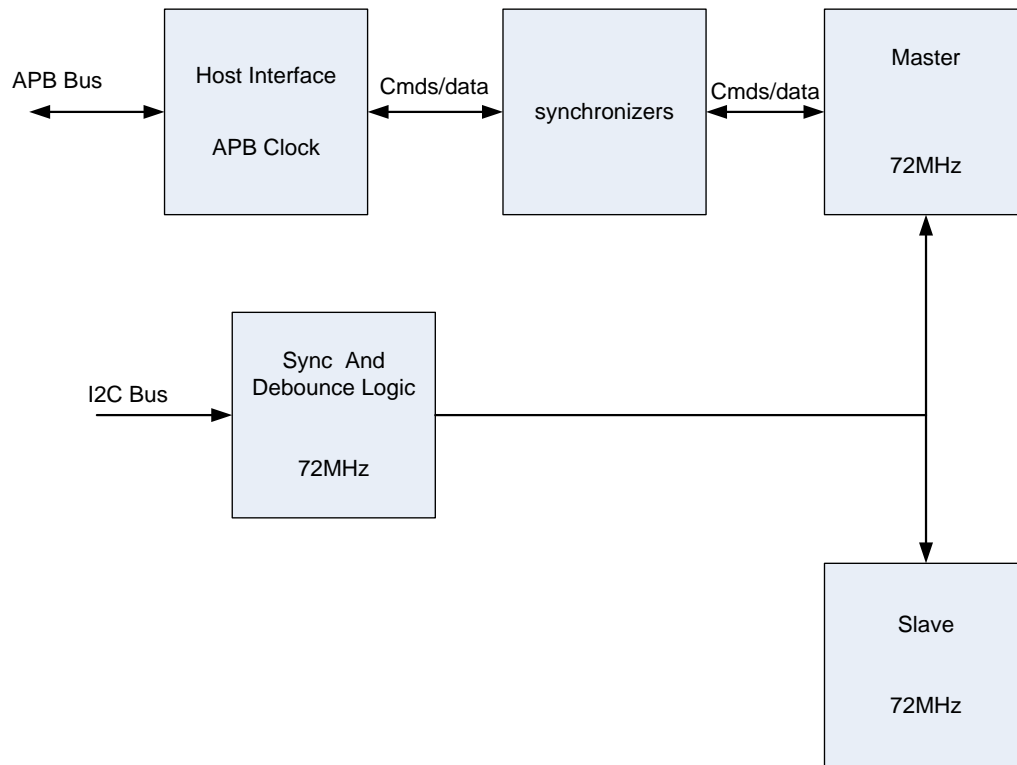 APB Bus
Host Interface
APB Clock
Cmds/data
synchronizers
Cmds/data
Master
72MHz
I2C Bus
Sync And
Debounce Logic
72MHz
Slave
72MHz